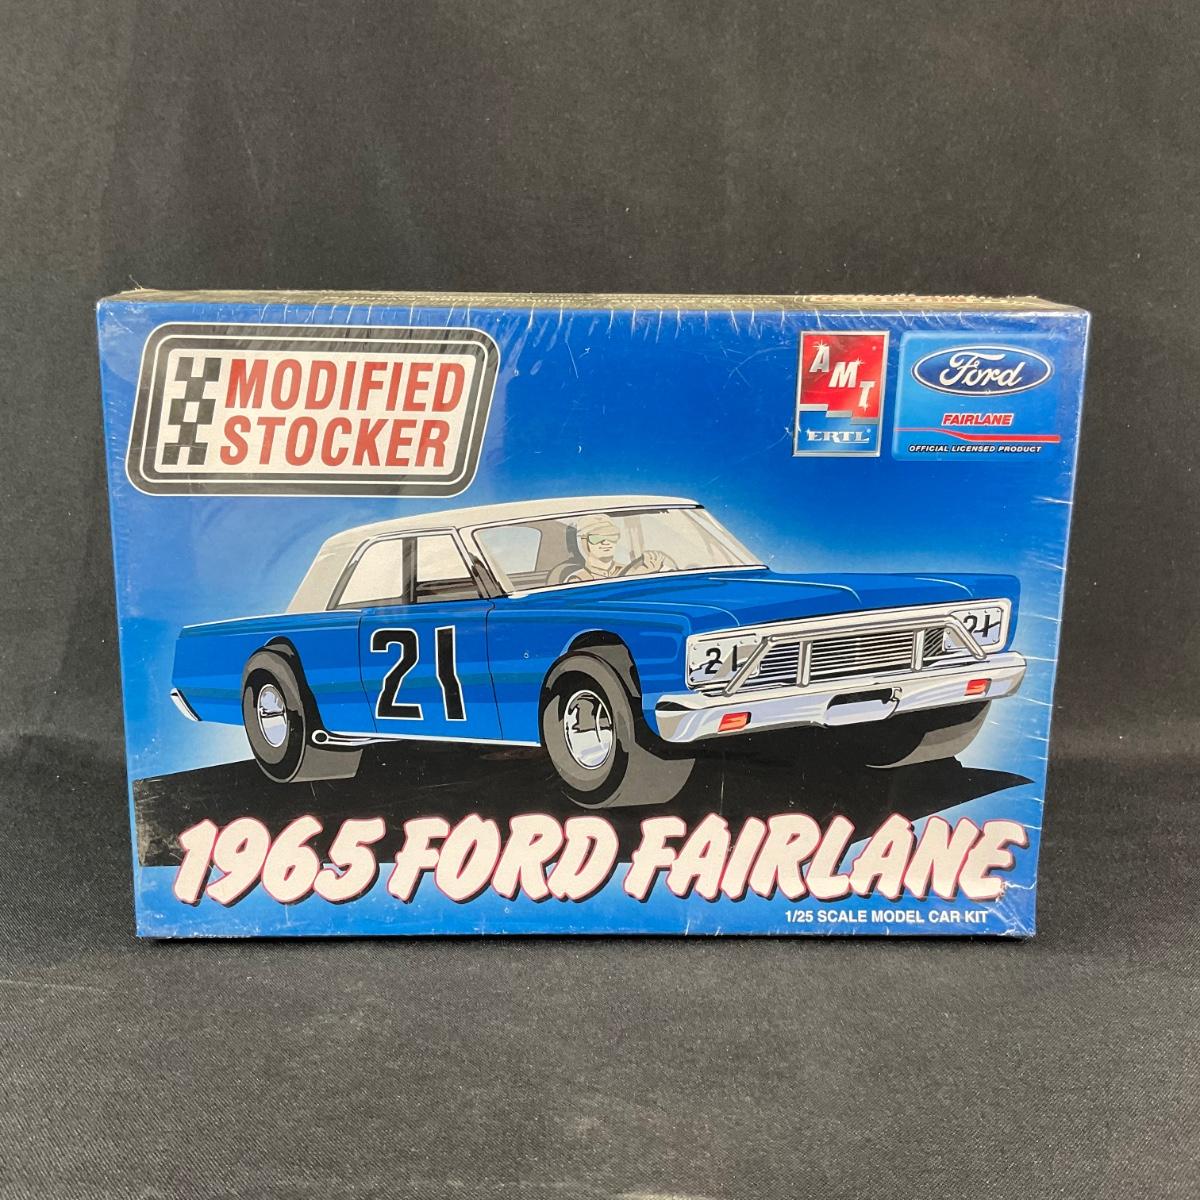 MODIFIED
STOCKER
AMT
ERTL®
Ford
FAIRLANE
OFFICIAL LICENSED PRODUCT
21
21
21
1965 FORD FAIRLANE
1/25 SCALE MODEL CAR KIT